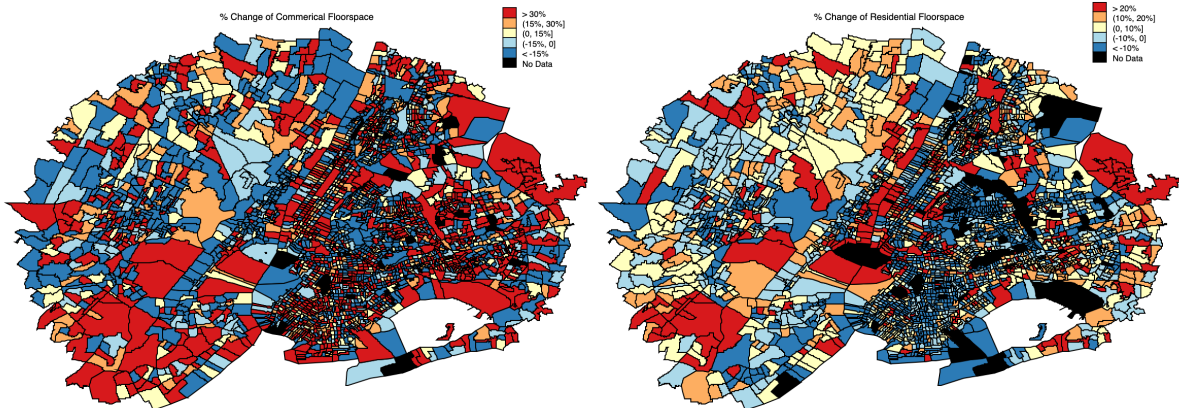 % Change of Commerical Floorspace
> 30%
(15%, 30%]
(0, 15%]
(-15%, 0]
< -15%
No Data
% Change of Residential Floorspace
> 20%
(10%, 20%]
(0, 10%]
(-10%, 0]
< -10%
No Data